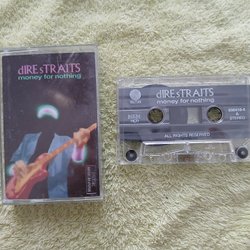 dIRE sTRAITS
money for nothing
dIRE sTRAITS
money for nothing
STEREO
ALL RIGHTS RESERVED